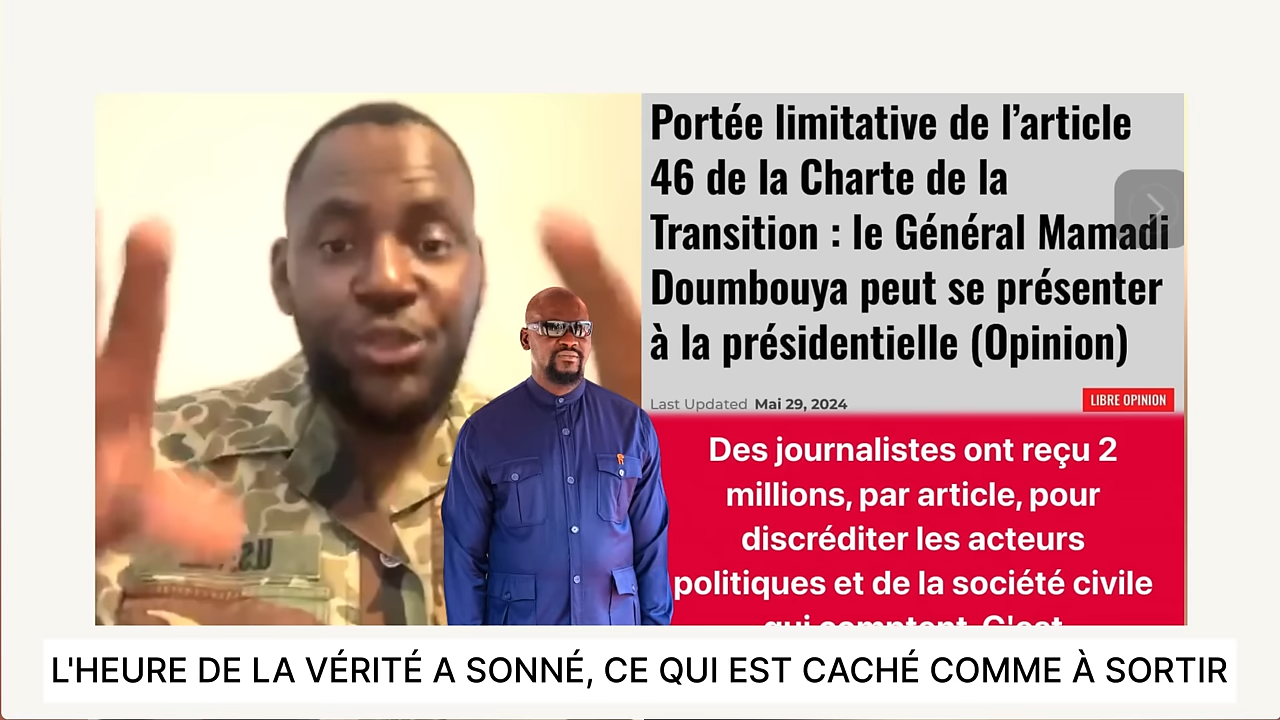 Portée limitative de l’article
46 de la Charte de la
Transition : le Général Mamadi
Doumbouya peut se présenter
à la présidentielle (Opinion)
Last Updated Mai 29, 2024
LIBRE OPINION
Des journalistes ont reçu 2
millions, par article, pour
discréditer les acteurs
politiques et de la société civile
qui comptent. C'est
U.S.
L'HEURE DE LA VÉRITÉ A SONNÉ, CE QUI EST CACHÉ COMME À SORTIR